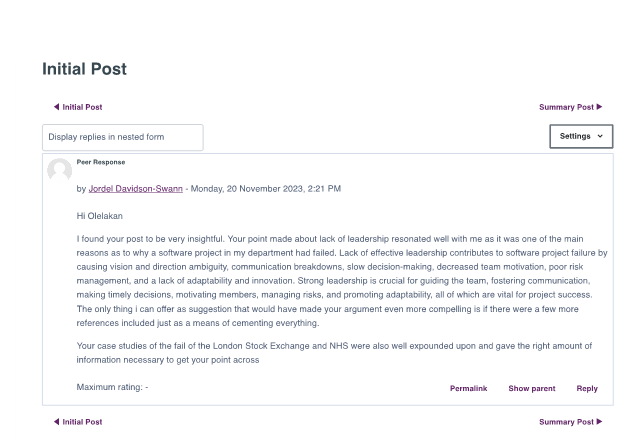 Initial Post
◀ Initial Post
Summary Post ▶
Display replies in nested form
Settings
Peer Response
by Jordel Davidson-Swann - Monday, 20 November 2023, 2:21 PM
Hi Olelakan
I found your post to be very insightful. Your point made about lack of leadership resonated well with me as it was one of the main
reasons as to why a software project in my department had failed. Lack of effective leadership contributes to software project failure by
causing vision and direction ambiguity, communication breakdowns, slow decision-making, decreased team motivation, poor risk
management, and a lack of adaptability and innovation. Strong leadership is crucial for guiding the team, fostering communication,
making timely decisions, motivating members, managing risks, and promoting adaptability, all of which are vital for project success.
The only thing i can offer as suggestion that would have made your argument even more compelling is if there were a few more
references included just as a means of cementing everything.
Your case studies of the fail of the London Stock Exchange and NHS were also well expounded upon and gave the right amount of
information necessary to get your point across
Maximum rating: -
Permalink
Show parent
Reply
◀ Initial Post
Summary Post ▶